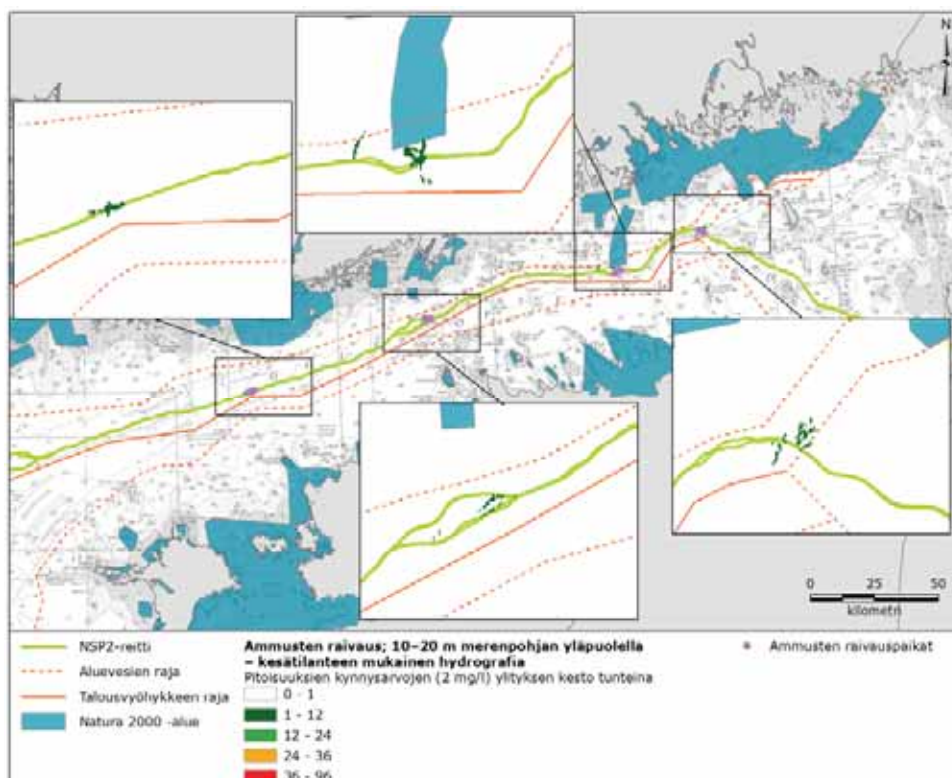 N
0 25 50
kilometri
NSP2-reitti
Aluevesien raja
Talousvyöhykkeen raja
Natura 2000 -alue
Ammusten raivaus; 10–20 m merenpohjan yläpuolella
– kesätilanteen mukainen hydrografia
Pitoisuuksien kynnysarvojen (2 mg/l) ylityksen kesto tunteina
0 - 1
1 - 12
12 - 24
24 - 36
36 - 96
Ammusten raivauspaikat